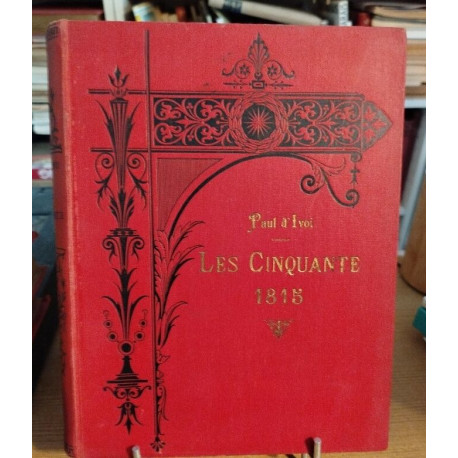 Paul d'Ivoi
LES CINQUANTE
1815